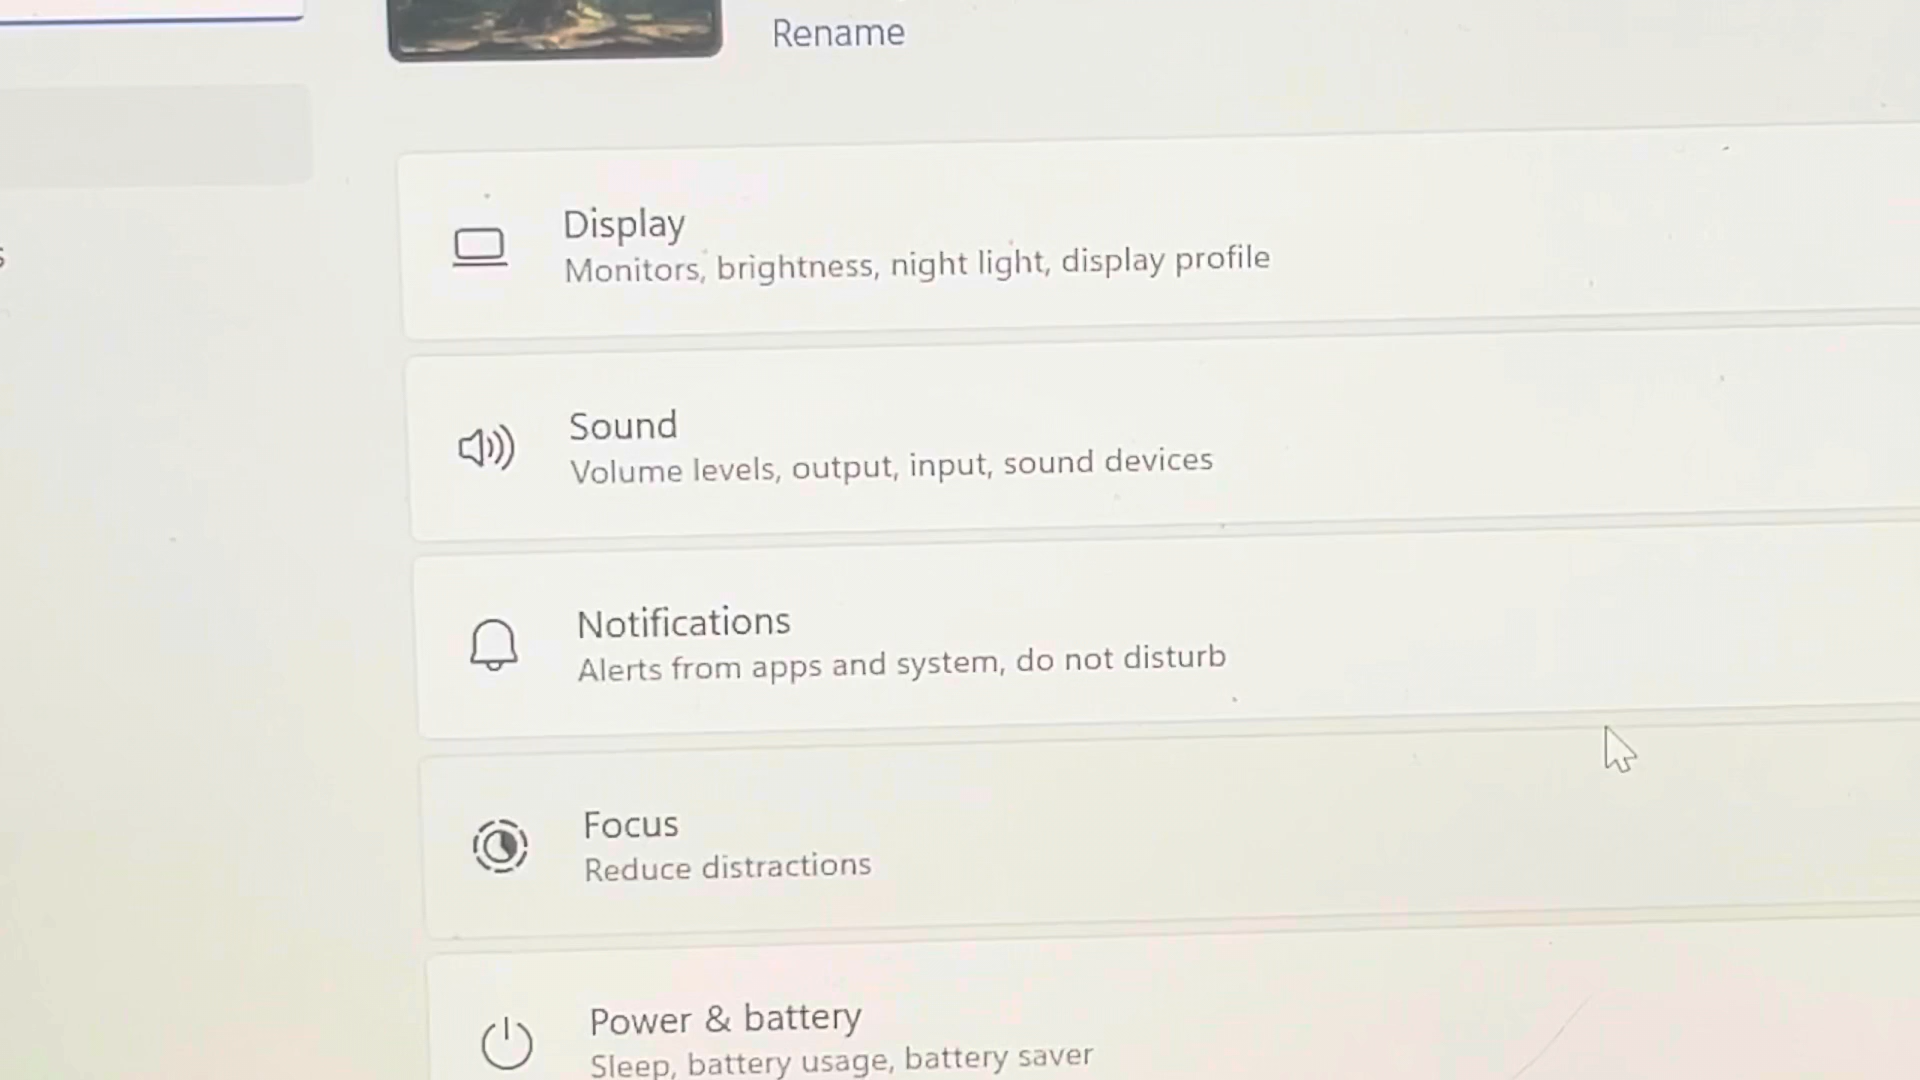 Rename
Display
Monitors, brightness, night light, display profile
Sound
Volume levels, output, input, sound devices
Notifications
Alerts from apps and system, do not disturb
Focus
Reduce distractions
Power & battery
Sleep, battery usage, battery saver